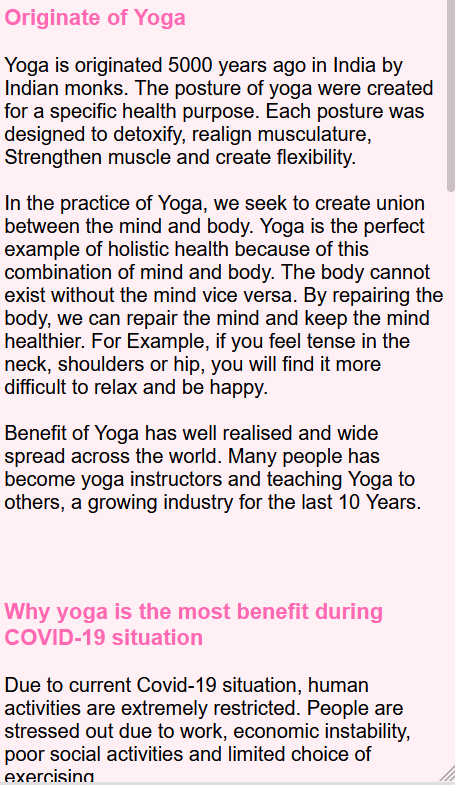 Originate of Yoga
Yoga is originated 5000 years ago in India by
Indian monks. The posture of yoga were created
for a specific health purpose. Each posture was
designed to detoxify, realign musculature,
Strengthen muscle and create flexibility.
In the practice of Yoga, we seek to create union
between the mind and body. Yoga is the perfect
example of holistic health because of this
combination of mind and body. The body cannot
exist without the mind vice versa. By repairing the
body, we can repair the mind and keep the mind
healthier. For Example, if you feel tense in the
neck, shoulders or hip, you will find it more
difficult to relax and be happy.
Benefit of Yoga has well realised and wide
spread across the world. Many people has
become yoga instructors and teaching Yoga to
others, a growing industry for the last 10 Years.
Why yoga is the most benefit during
COVID-19 situation
Due to current Covid-19 situation, human
activities are extremely restricted. People are
stressed out due to work, economic instability,
poor social activities and limited choice of
exercising